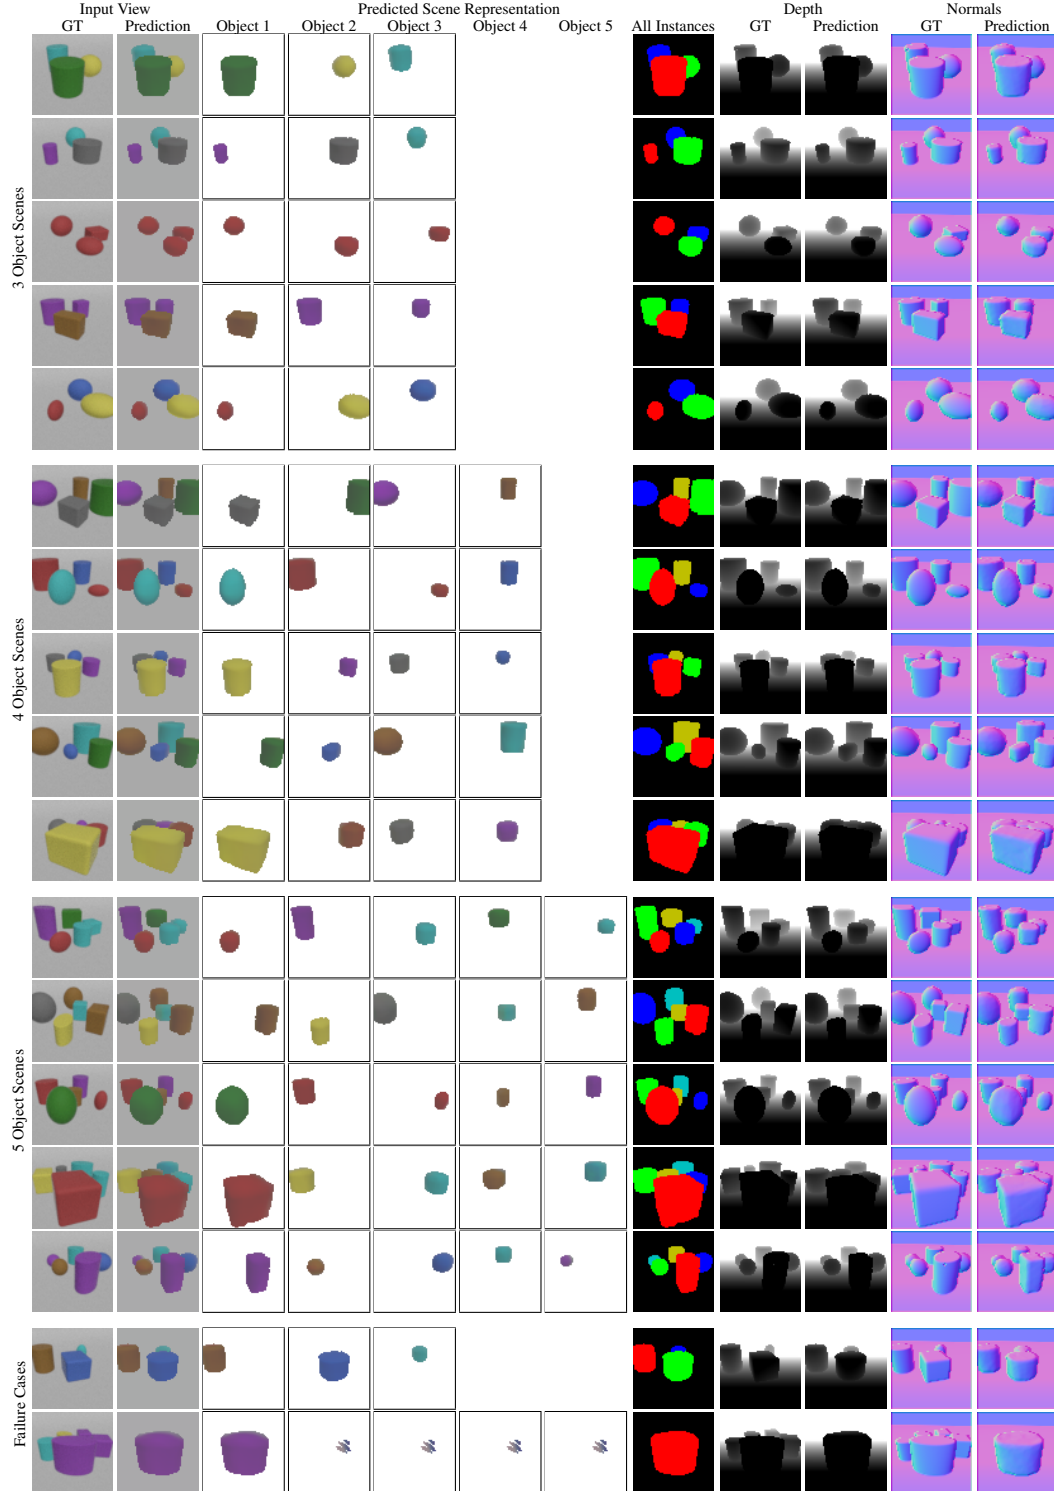 Input View
Predicted Scene Representation
Depth
Normals
GT
Prediction
Object 1
Object 2
Object 3
Object 4
Object 5
All Instances
GT
Prediction
GT
Prediction
3 Object Scenes
4 Object Scenes
5 Object Scenes
Failure Cases